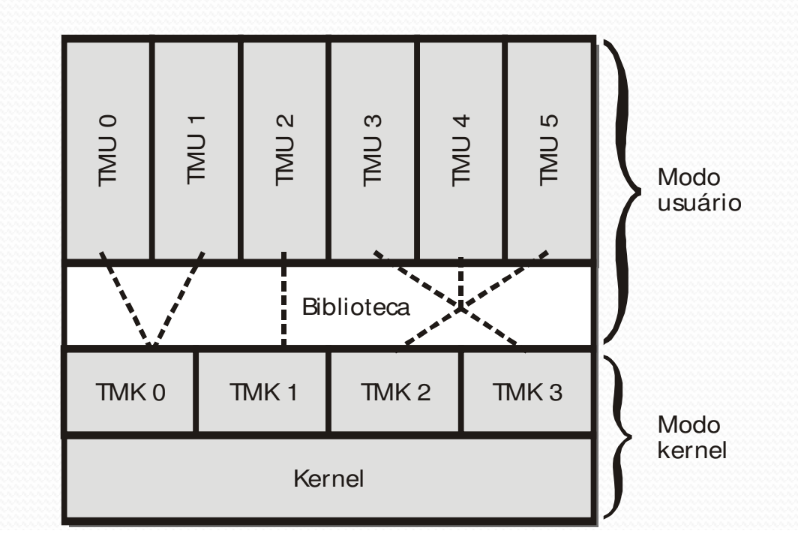 TMU 0
TMU 1
TMU 2
TMU 3
TMU 4
TMU 5
Modo
usuário
Biblioteca
TMK 0
TMK 1
TMK 2
TMK 3
Modo
kernel
Kernel